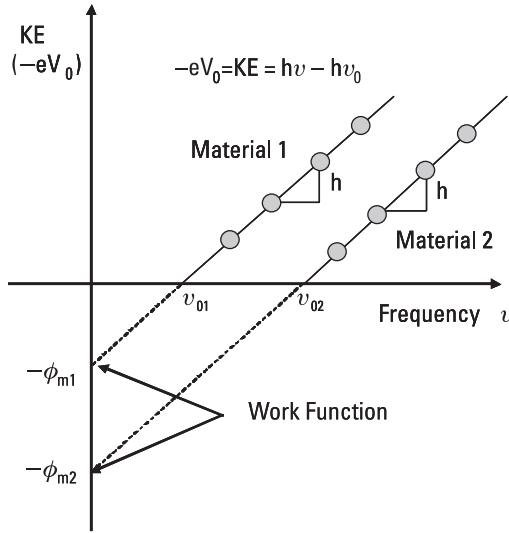 KE
(−eV₀)
−eV₀=KE = hυ − hυ₀
Material 1
h
h
Material 2
υ₀₁
υ₀₂
Frequency υ
−ϕₘ₁
Work Function
−ϕₘ₂